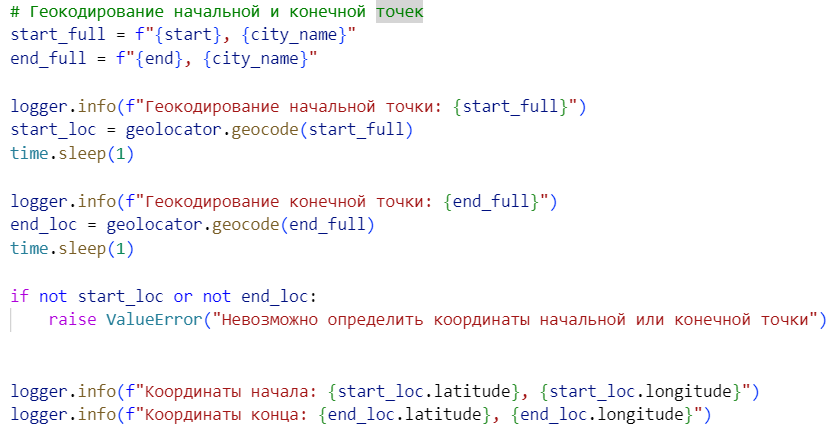 # Геокодирование начальной и конечной точек
start_full = f"{start}, {city_name}"
end_full = f"{end}, {city_name}"
logger.info(f"Геокодирование начальной точки: {start_full}")
start_loc = geolocator.geocode(start_full)
time.sleep(1)
logger.info(f"Геокодирование конечной точки: {end_full}")
end_loc = geolocator.geocode(end_full)
time.sleep(1)
if not start_loc or not end_loc:
    raise ValueError("Невозможно определить координаты начальной или конечной точки")
logger.info(f"Координаты начала: {start_loc.latitude}, {start_loc.longitude}")
logger.info(f"Координаты конца: {end_loc.latitude}, {end_loc.longitude}")